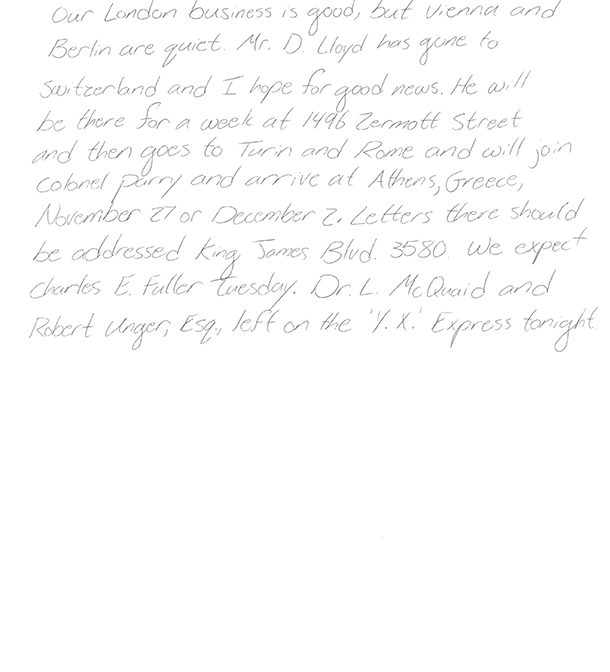 Our London business is good, but Vienna and
Berlin are quiet. Mr. D. Lloyd has gone to
Switzerland and I hope for good news. He will
be there for a week at 1496 Zermott Street
and then goes to Turin and Rome and will join
Colonel Parry and arrive at Athens, Greece,
November 27 or December 2. Letters there should
be addressed King James Blvd. 3580. We expect
Charles E. Fuller Tuesday. Dr. L. McQuaid and
Robert Unger, Esq., left on the 'Y.X.' Express tonight.